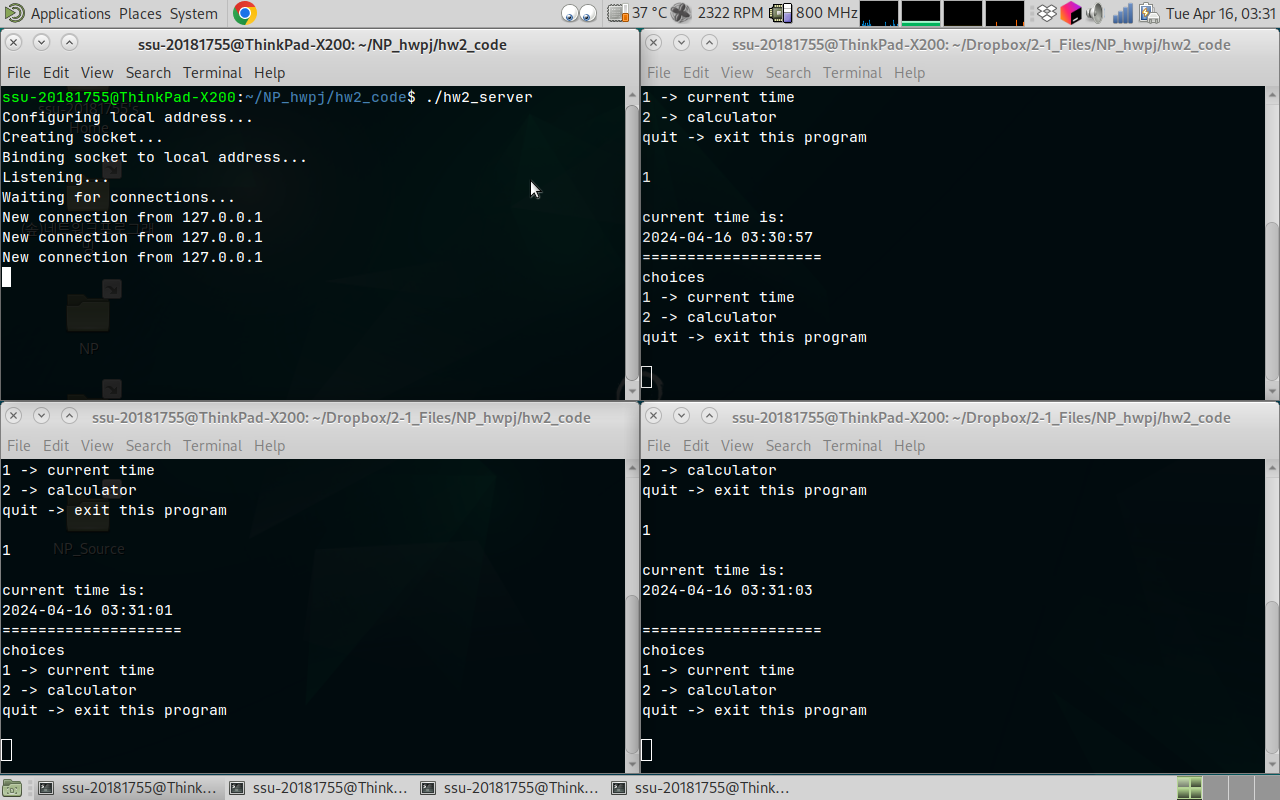 Applications Places System 37 °C 2322 RPM 800 MHz Tue Apr 16, 03:31
ssu-20181755@ThinkPad-X200: ~/NP_hwpj/hw2_code
File Edit View Search Terminal Help
ssu-20181755@ThinkPad-X200:~/NP_hwpj/hw2_code$ ./hw2_server
Configuring local address...
Creating socket...
Binding socket to local address...
Listening...
Waiting for connections...
New connection from 127.0.0.1
New connection from 127.0.0.1
New connection from 127.0.0.1
NP
ssu-20181755@ThinkPad-X200: ~/Dropbox/2-1_Files/NP_hwpj/hw2_code
File Edit View Search Terminal Help
1 -> current time
2 -> calculator
quit -> exit this program
1
current time is:
2024-04-16 03:30:57
====================
choices
1 -> current time
2 -> calculator
quit -> exit this program
ssu-20181755@ThinkPad-X200: ~/Dropbox/2-1_Files/NP_hwpj/hw2_code
File Edit View Search Terminal Help
1 -> current time
2 -> calculator
quit -> exit this program
1
NP_Source
current time is:
2024-04-16 03:31:01
====================
choices
1 -> current time
2 -> calculator
quit -> exit this program
ssu-20181755@ThinkPad-X200: ~/Dropbox/2-1_Files/NP_hwpj/hw2_code
File Edit View Search Terminal Help
2 -> calculator
quit -> exit this program
1
current time is:
2024-04-16 03:31:03
====================
choices
1 -> current time
2 -> calculator
quit -> exit this program
ssu-20181755@Think... ssu-20181755@Think... ssu-20181755@Think... ssu-20181755@Think...